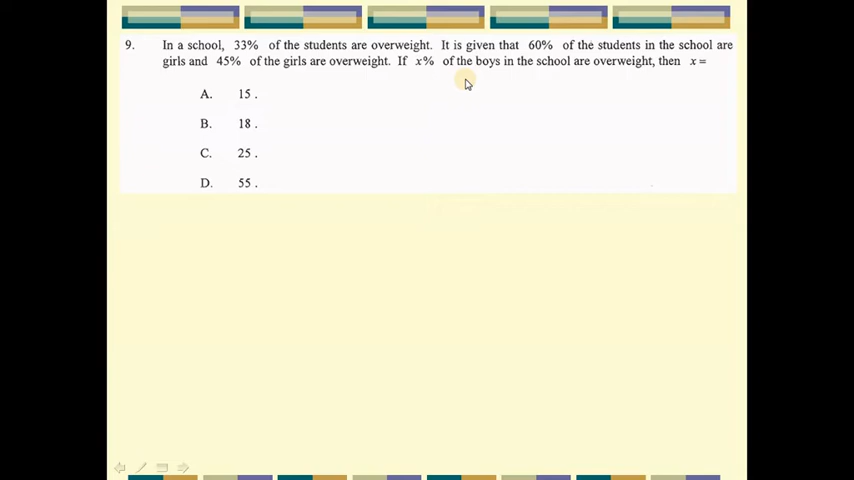 9. In a school, 33% of the students are overweight. It is given that 60% of the students in the school are
girls and 45% of the girls are overweight. If x% of the boys in the school are overweight, then x =
A. 15 .
B. 18 .
C. 25 .
D. 55 .